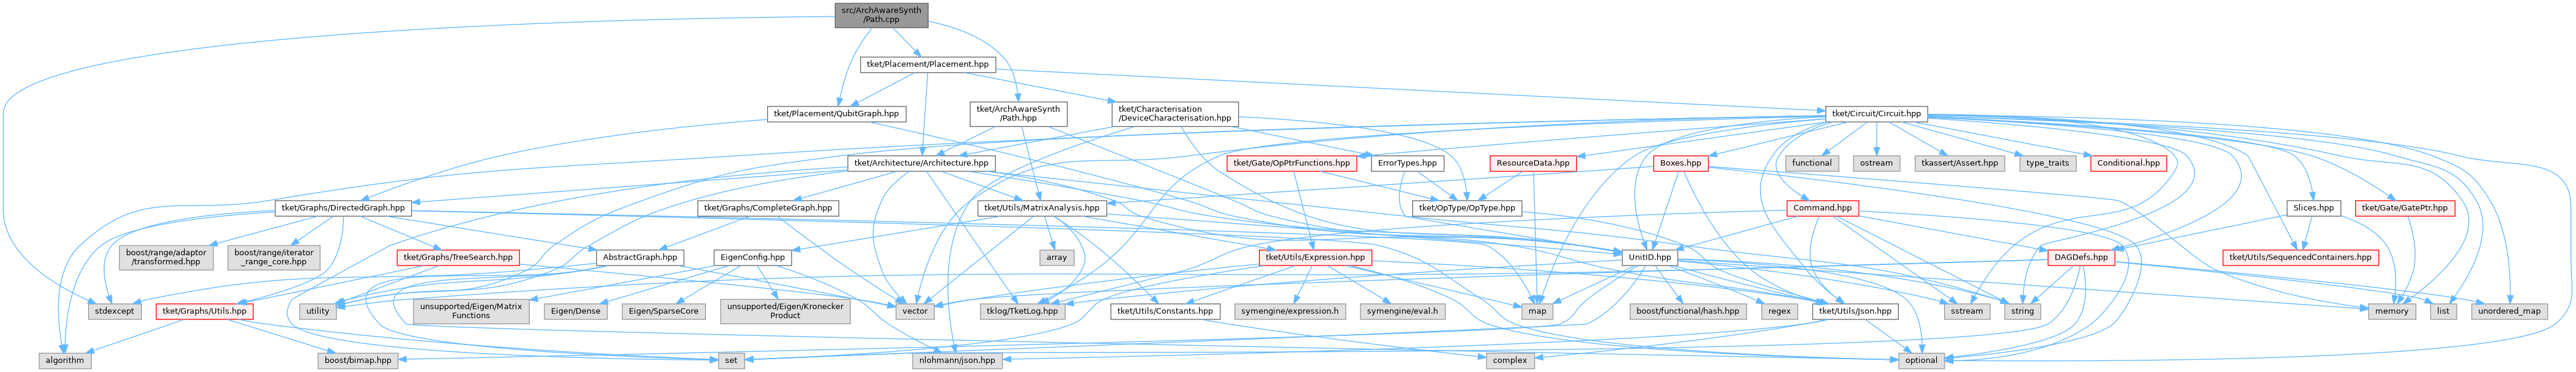 src/ArchAwareSynth
/Path.cpp
tket/Placement/Placement.hpp
tket/Placement/QubitGraph.hpp
tket/ArchAwareSynth
/Path.hpp
tket/Characterisation
/DeviceCharacterisation.hpp
tket/Circuit/Circuit.hpp
tket/Architecture/Architecture.hpp
tket/Gate/OpPtrFunctions.hpp
ErrorTypes.hpp
ResourceData.hpp
Boxes.hpp
functional
ostream
tkassert/Assert.hpp
type_traits
Conditional.hpp
tket/Graphs/DirectedGraph.hpp
tket/Graphs/CompleteGraph.hpp
tket/Utils/MatrixAnalysis.hpp
tket/OpType/OpType.hpp
Command.hpp
Slices.hpp
tket/Gate/GatePtr.hpp
boost/range/adaptor
/transformed.hpp
boost/range/iterator
_range_core.hpp
tket/Graphs/TreeSearch.hpp
AbstractGraph.hpp
EigenConfig.hpp
array
tket/Utils/Expression.hpp
UnitID.hpp
DAGDefs.hpp
tket/Utils/SequencedContainers.hpp
stdexcept
tket/Graphs/Utils.hpp
utility
unsupported/Eigen/Matrix
Functions
Eigen/Dense
Eigen/SparseCore
unsupported/Eigen/Kronecker
Product
vector
tklog/TketLog.hpp
tket/Utils/Constants.hpp
symengine/expression.h
symengine/eval.h
map
boost/functional/hash.hpp
regex
tket/Utils/Json.hpp
sstream
string
memory
list
unordered_map
algorithm
boost/bimap.hpp
set
nlohmann/json.hpp
complex
optional